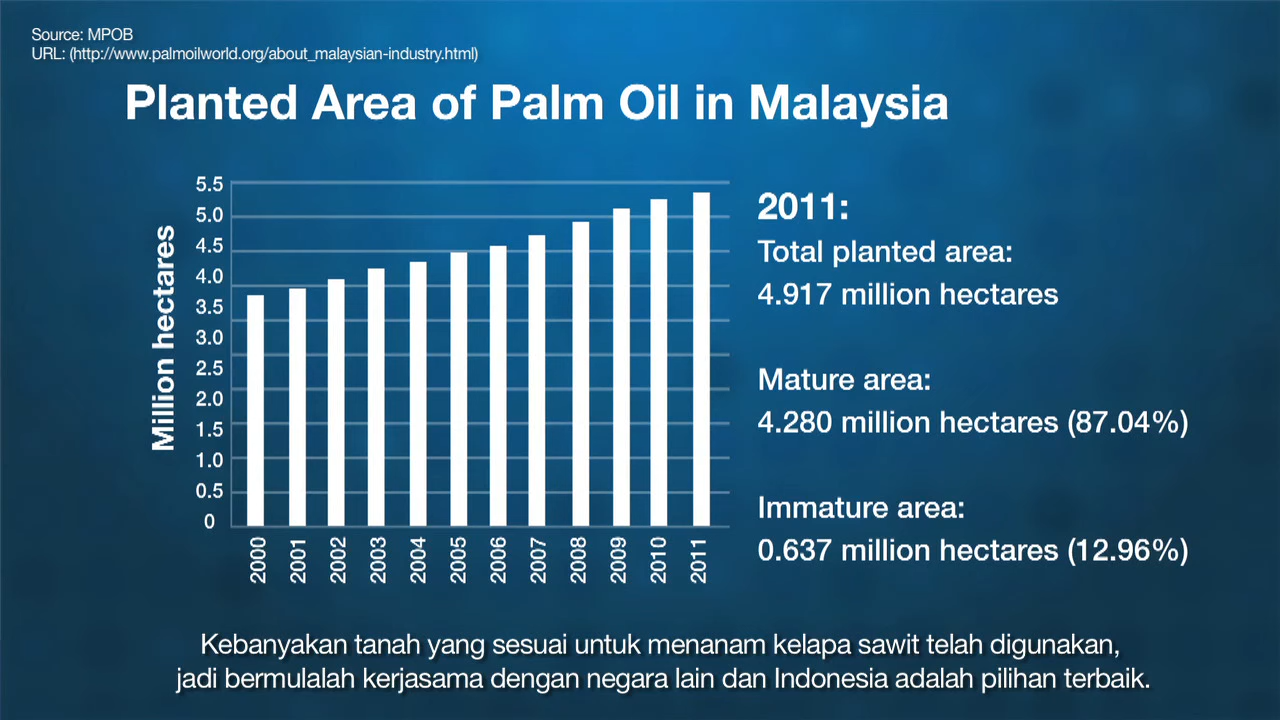 Source: MPOB
URL: (http://www.palmoilworld.org/about_malaysian-industry.html)
Planted Area of Palm Oil in Malaysia
Million hectares
5.5
5.0
4.5
4.0
3.5
3.0
2.5
2.0
1.5
1.0
0.5
0
2000 2001 2002 2003 2004 2005 2006 2007 2008 2009 2010 2011
2011:
Total planted area:
4.917 million hectares
Mature area:
4.280 million hectares (87.04%)
Immature area:
0.637 million hectares (12.96%)
Kebanyakan tanah yang sesuai untuk menanam kelapa sawit telah digunakan,
jadi bermulalah kerjasama dengan negara lain dan Indonesia adalah pilihan terbaik.